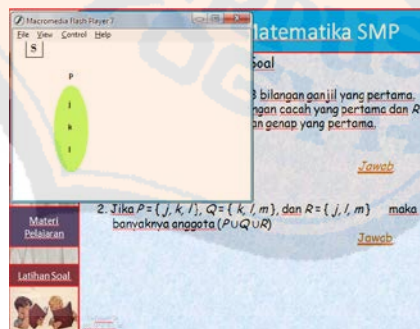 Macromedia Flash Player 7
File View Control Help
S
P
j
k
l
Matematika SMP
Soal
3 bilangan ganjil yang pertama,
ngan cacah yang pertama dan R
an genap yang pertama.
Jawab
2. Jika P = { j, k, l }, Q = { k, l, m }, dan R = { j, l, m } maka
banyaknya anggota (P∪Q∪R)
Jawab
Materi
Pelajaran
Latihan Soal